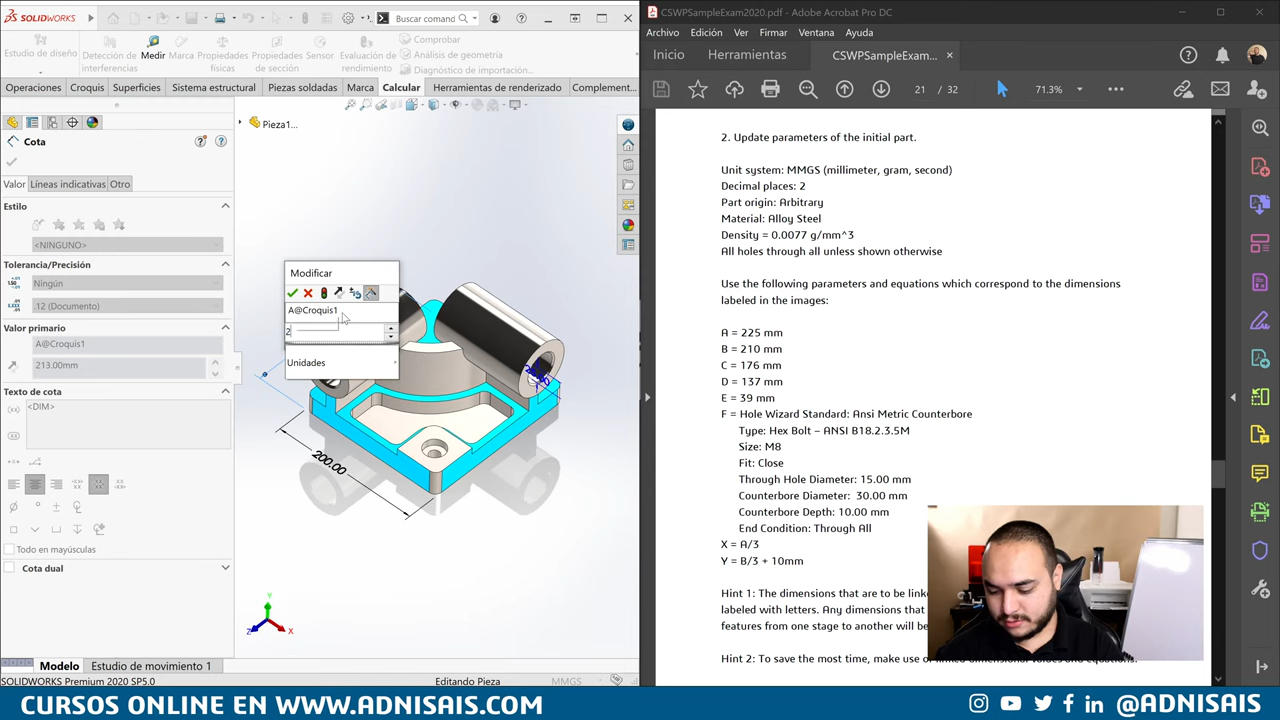 SOLIDWORKS
Buscar comand
Estudio de diseño
Detección de interferencias
Medir
Marca
Propiedades físicas
Propiedades de sección
Sensor
Evaluación de rendimiento
Comprobar
Análisis de geometría
Diagnóstico de importación...
Operaciones
Croquis
Superficies
Sistema estructural
Piezas soldadas
Marca
Calcular
Herramientas de renderizado
Complement...
Pieza1...
Cota
Valor
Líneas indicativas
Otro
Estilo
<NINGUNO>
Tolerancia/Precisión
Ningún
.12 (Documento)
Valor primario
A@Croquis1
213.00mm
Texto de cota
<DIM>
Todo en mayúsculas
Cota dual
Modificar
A@Croquis1
2
Unidades
200.00
Y
X
Z
Modelo
Estudio de movimiento 1
SOLIDWORKS Premium 2020 SP5.0
Editando Pieza
MMGS
CSWPSampleExam2020.pdf - Adobe Acrobat Pro DC
Archivo Edición Ver Firmar Ventana Ayuda
Inicio
Herramientas
CSWPSampleExam...
21 / 32
71.3%
2. Update parameters of the initial part.
Unit system: MMGS (millimeter, gram, second)
Decimal places: 2
Part origin: Arbitrary
Material: Alloy Steel
Density = 0.0077 g/mm^3
All holes through all unless shown otherwise
Use the following parameters and equations which correspond to the dimensions
labeled in the images:
A = 225 mm
B = 210 mm
C = 176 mm
D = 137 mm
E = 39 mm
F = Hole Wizard Standard: Ansi Metric Counterbore
Type: Hex Bolt – ANSI B18.2.3.5M
Size: M8
Fit: Close
Through Hole Diameter: 15.00 mm
Counterbore Diameter: 30.00 mm
Counterbore Depth: 10.00 mm
End Condition: Through All
X = A/3
Y = B/3 + 10mm
Hint 1: The dimensions that are to be link
labeled with letters. Any dimensions that
features from one stage to another will be
Hint 2: To save the most time, make use of linked dimensional values and equations.
CURSOS ONLINE EN WWW.ADNISAIS.COM
@ADNISAIS